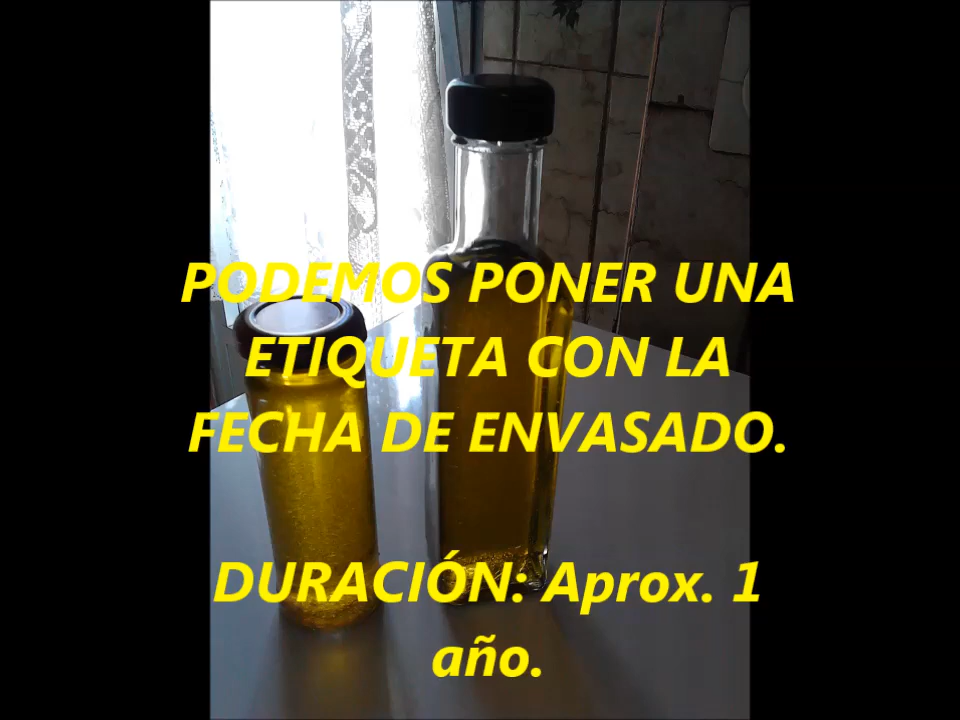 PODEMOS PONER UNA
ETIQUETA CON LA
FECHA DE ENVASADO.
DURACIÓN: Aprox. 1
año.